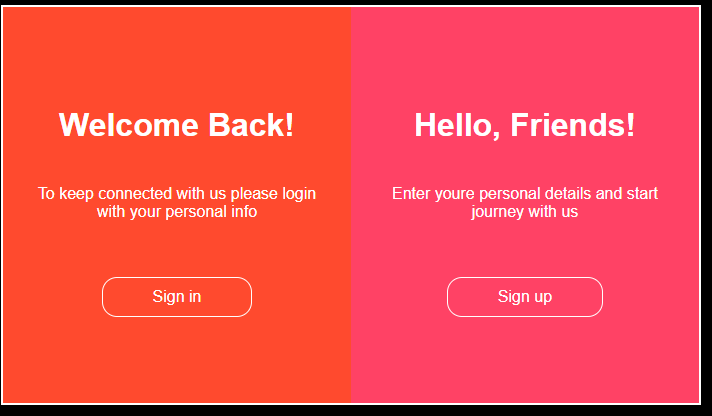 Welcome Back!
To keep connected with us please login
with your personal info
Sign in
Hello, Friends!
Enter youre personal details and start
journey with us
Sign up